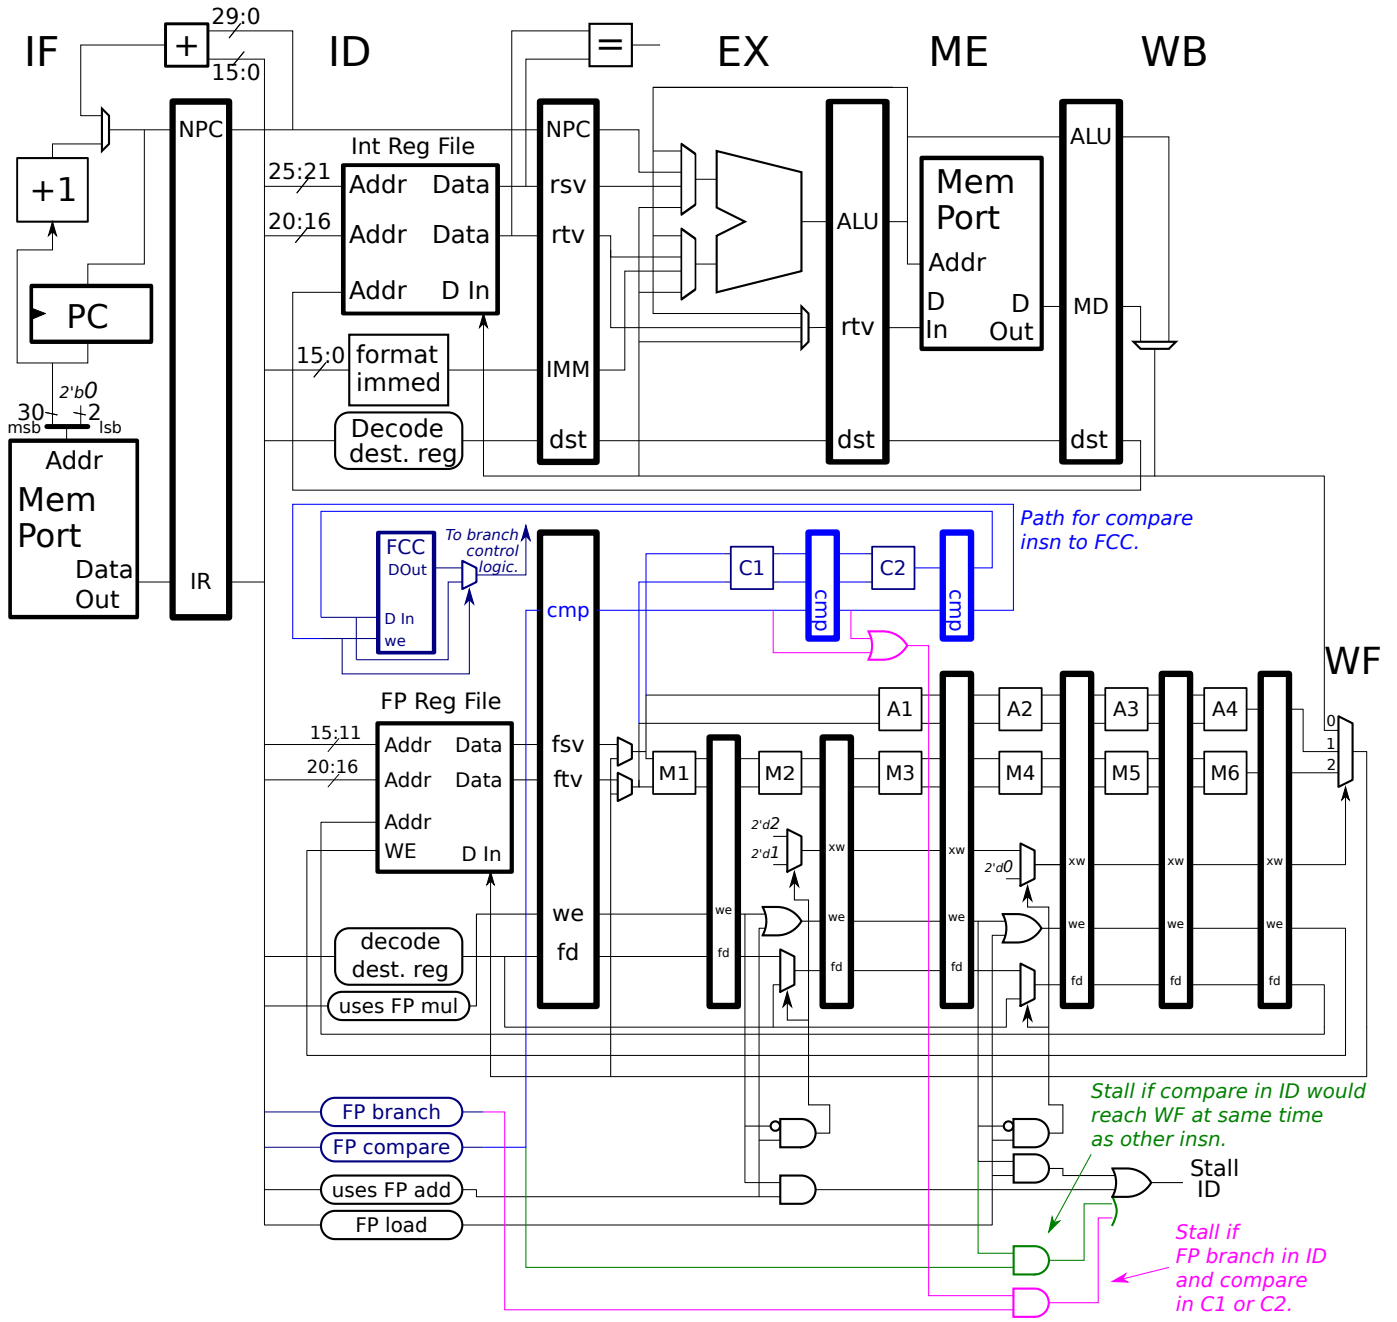 IF
ID
EX
ME
WB
29:0
+
15:0
=
NPC
NPC
ALU
Int Reg File
+1
25:21
Addr
Data
rsv
Mem
Port
20:16
Addr
Data
rtv
ALU
Addr
Addr
D In
PC
D
In
D
Out
MD
rtv
15:0
format
immed
IMM
2'b0
30
2
msb
lsb
Decode
dest. reg
dst
dst
dst
Addr
Mem
Port
Data
Out
IR
Path for compare
insn to FCC.
FCC
DOut
D In
we
To branch
control
logic.
cmp
C1
cmp
C2
cmp
WF
FP Reg File
15:11
Addr
Data
fsv
20:16
Addr
Data
ftv
Addr
WE
D In
A1
A2
A3
A4
M1
M2
M3
M4
M5
M6
0
1
2
2'd2
2'd1
xw
xw
2'd0
xw
xw
xw
we
we
we
we
we
we
we
fd
fd
fd
fd
fd
fd
fd
decode
dest. reg
uses FP mul
FP branch
FP compare
uses FP add
FP load
Stall if compare in ID would
reach WF at same time
as other insn.
Stall
ID
Stall if
FP branch in ID
and compare
in C1 or C2.